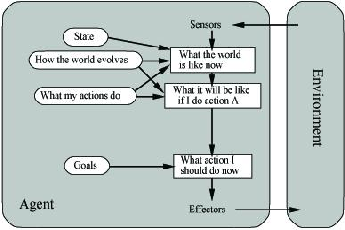 Sensors
State
How the world evolves
What the world
is like now
What my actions do
What it will be like
if I do action A
Goals
What action I
should do now
Agent
Effectors
Environment